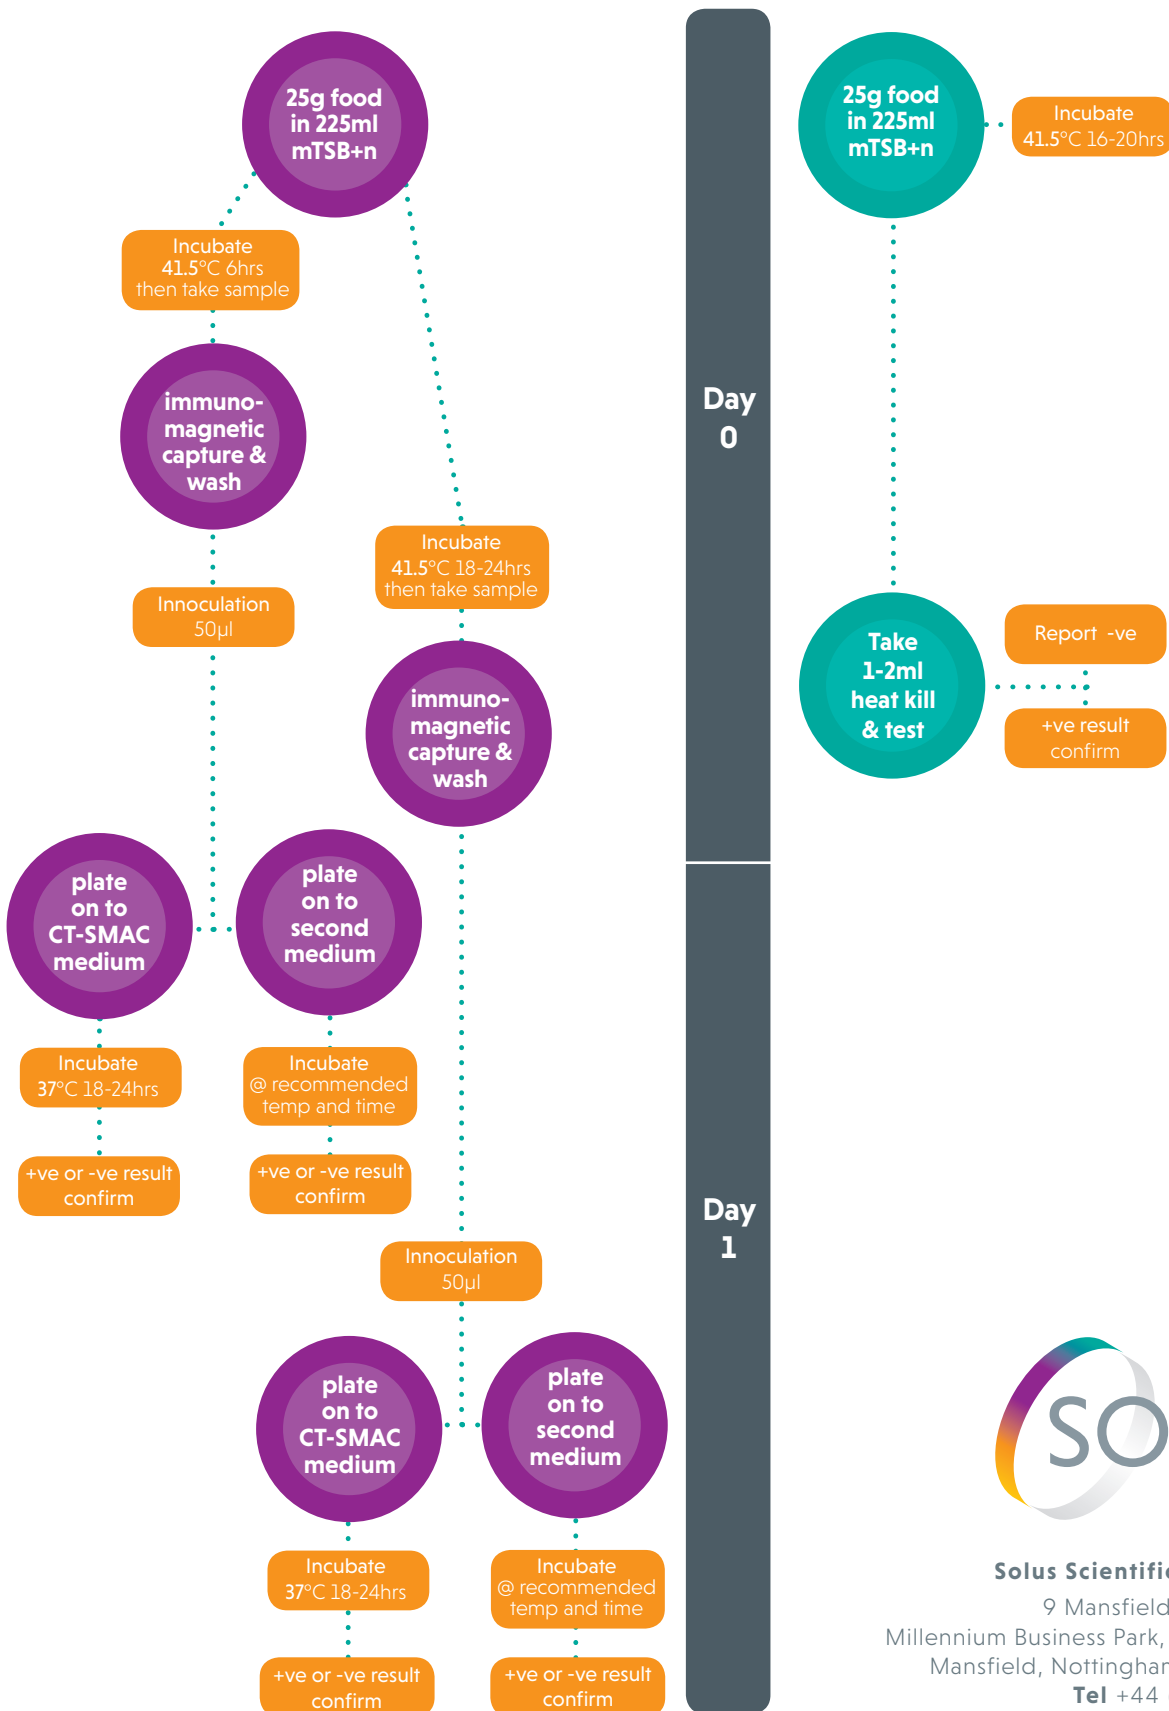 25g food
in 225ml
mTSB+n
Incubate
41.5°C 6hrs
then take sample
immuno-
magnetic
capture &
wash
Innoculation
50µl
Incubate
41.5°C 18-24hrs
then take sample
immuno-
magnetic
capture &
wash
plate
on to
CT-SMAC
medium
plate
on to
second
medium
Incubate
37°C 18-24hrs
Incubate
@ recommended
temp and time
+ve or -ve result
confirm
+ve or -ve result
confirm
Innoculation
50µl
plate
on to
CT-SMAC
medium
plate
on to
second
medium
Incubate
37°C 18-24hrs
Incubate
@ recommended
temp and time
+ve or -ve result
confirm
+ve or -ve result
confirm
Day
0
Day
1
25g food
in 225ml
mTSB+n
Incubate
41.5°C 16-20hrs
Take
1-2ml
heat kill
& test
Report -ve
+ve result
confirm
SO
Solus Scientific
9 Mansfield
Millennium Business Park,
Mansfield, Nottingham
Tel +44